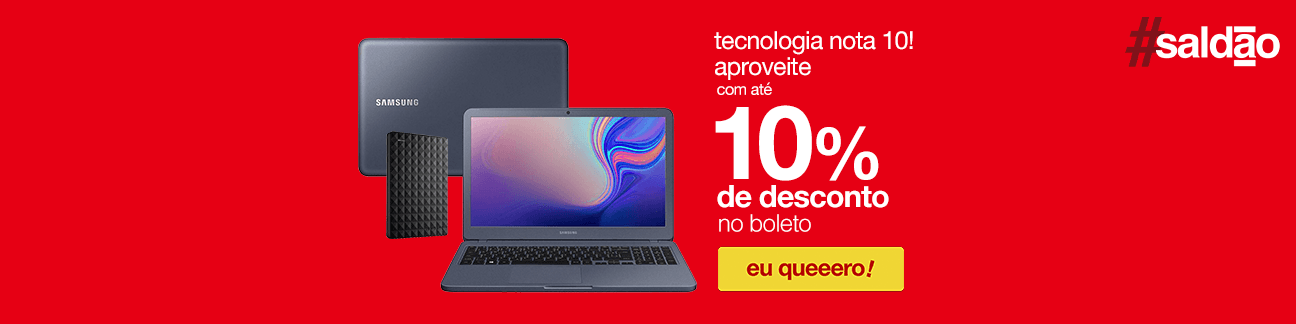 #saldão
tecnologia nota 10!
aproveite
com até
10%
de desconto
no boleto
eu queeero!
SAMSUNG
SAMSUNG